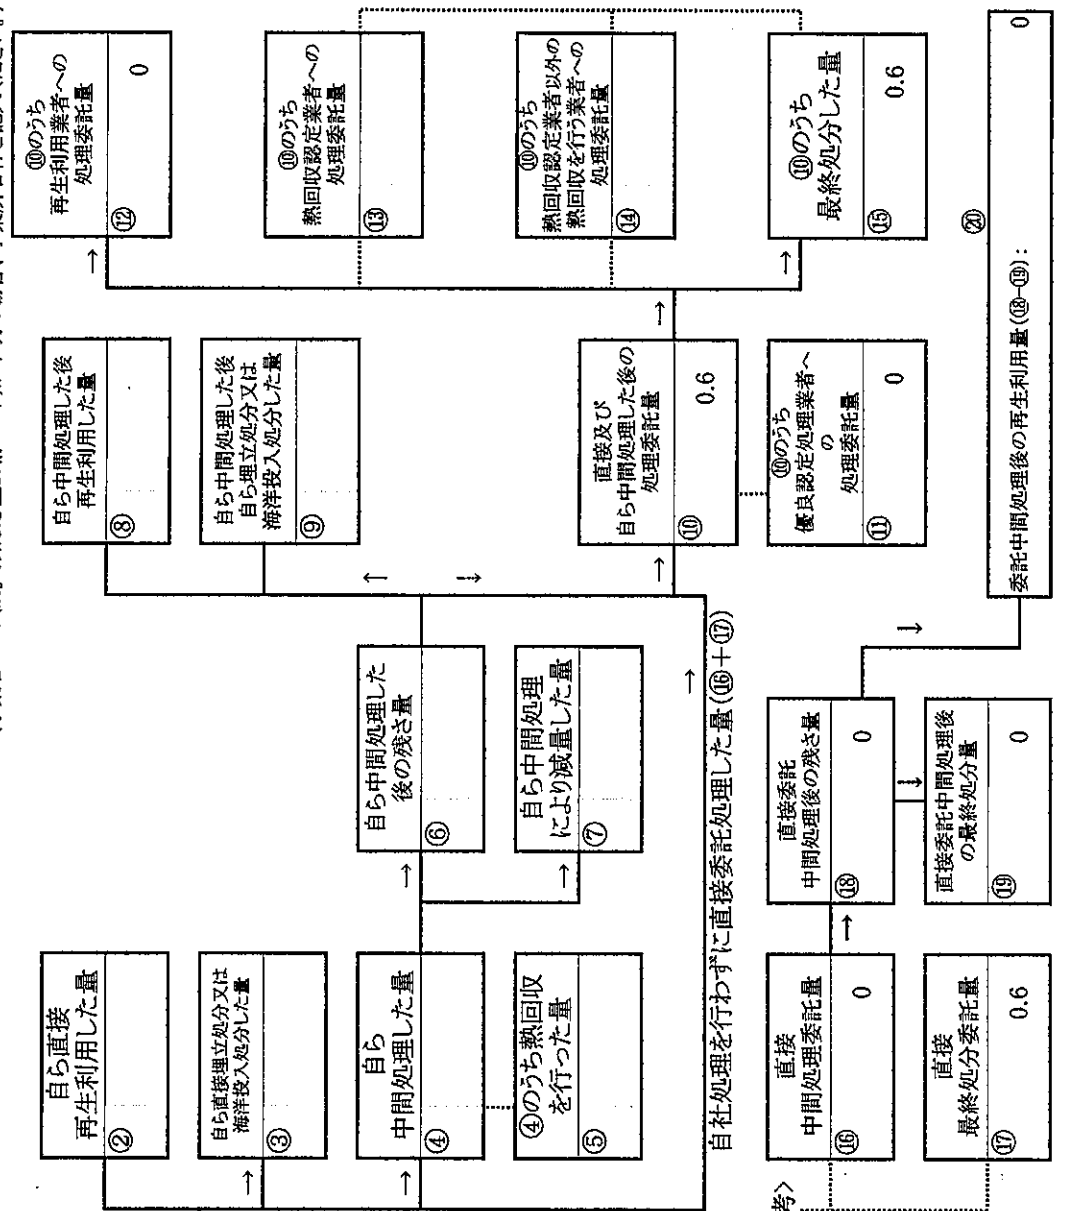 自ら直接
再生利用した量
②
自ら直接埋立処分又は
海洋投入処分した量
③
自ら
中間処理した量
④
④のうち熱回収
を行った量
⑤
自ら中間処理した
後の残さ量
⑥
自ら中間処理
により減量した量
⑦
自ら中間処理した後
再生利用した量
⑧
自ら中間処理した後
自ら埋立処分又は
海洋投入処分した量
⑨
直接及び
自ら中間処理した後の
処理委託量
⑩ 0.6
⑩のうち
優良認定処理業者へ
の
処理委託量
⑪ 0
⑩のうち
再生利用業者への
処理委託量
⑫ 0
⑩のうち
熱回収認定業者への
処理委託量
⑬
⑩のうち
熱回収認定業者以外の
熱回収を行う業者への
処理委託量
⑭
⑩のうち
最終処分した量
⑮ 0.6
自社処理を行わずに直接委託処理した量(⑯+⑰)
考>
直接
中間処理委託量
⑯ 0
直接
最終処分委託量
⑰ 0.6
直接委託
中間処理後の残さ量
⑱ 0
直接委託中間処理後
の最終処分量
⑲ 0
⑳
委託中間処理後の再生利用量(⑱-⑲): 0